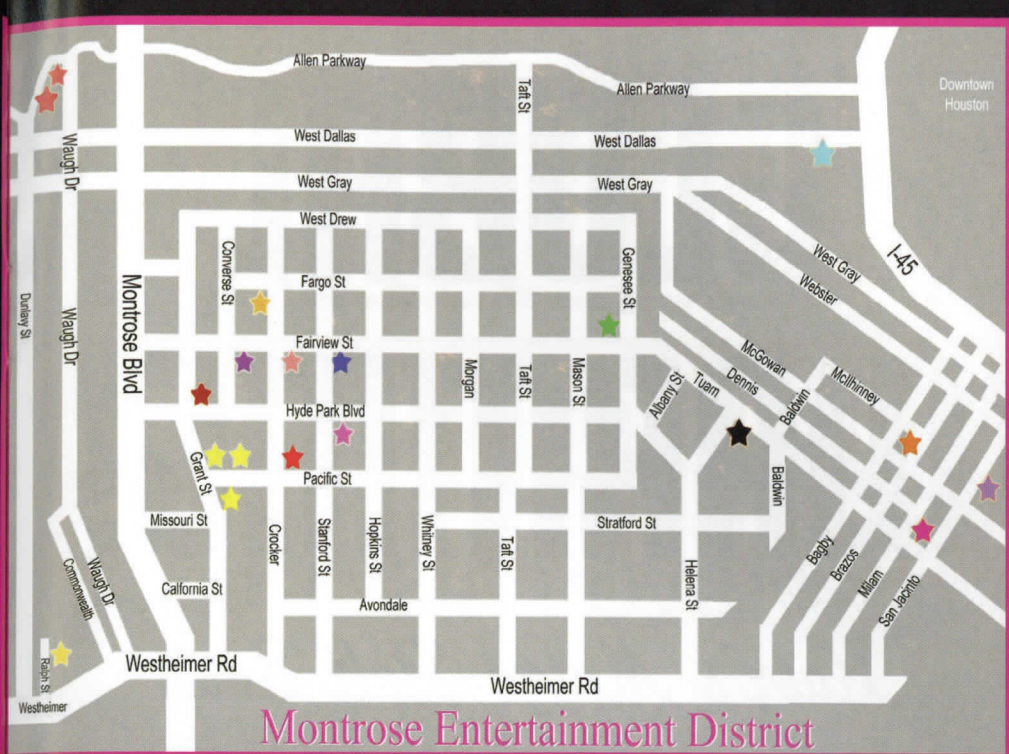 Allen Parkway
Allen Parkway
Downtown
Houston
Taft St
West Dallas
West Dallas
Waugh Dr
West Gray
West Gray
West Drew
Converse St
Fargo St
Genesee St
West Gray
I-45
Webster
Dunlavy St
Waugh Dr
Montrose Blvd
Fairview St
Morgan
Taft St
Mason St
Albany St
Tuam
Dennis
McGowan
Baldwin
McIlhinney
Hyde Park Blvd
Grant St
Pacific St
Baldwin
Missouri St
Crocker
Stanford St
Hopkins St
Whitney St
Taft St
Stratford St
Helena St
Bagby
Brazos
Milam
San Jacinto
Commonwealth
Waugh Dr
Calfornia St
Avondale
Ralph St
Westheimer Rd
Westheimer Rd
Westheimer
Montrose Entertainment District